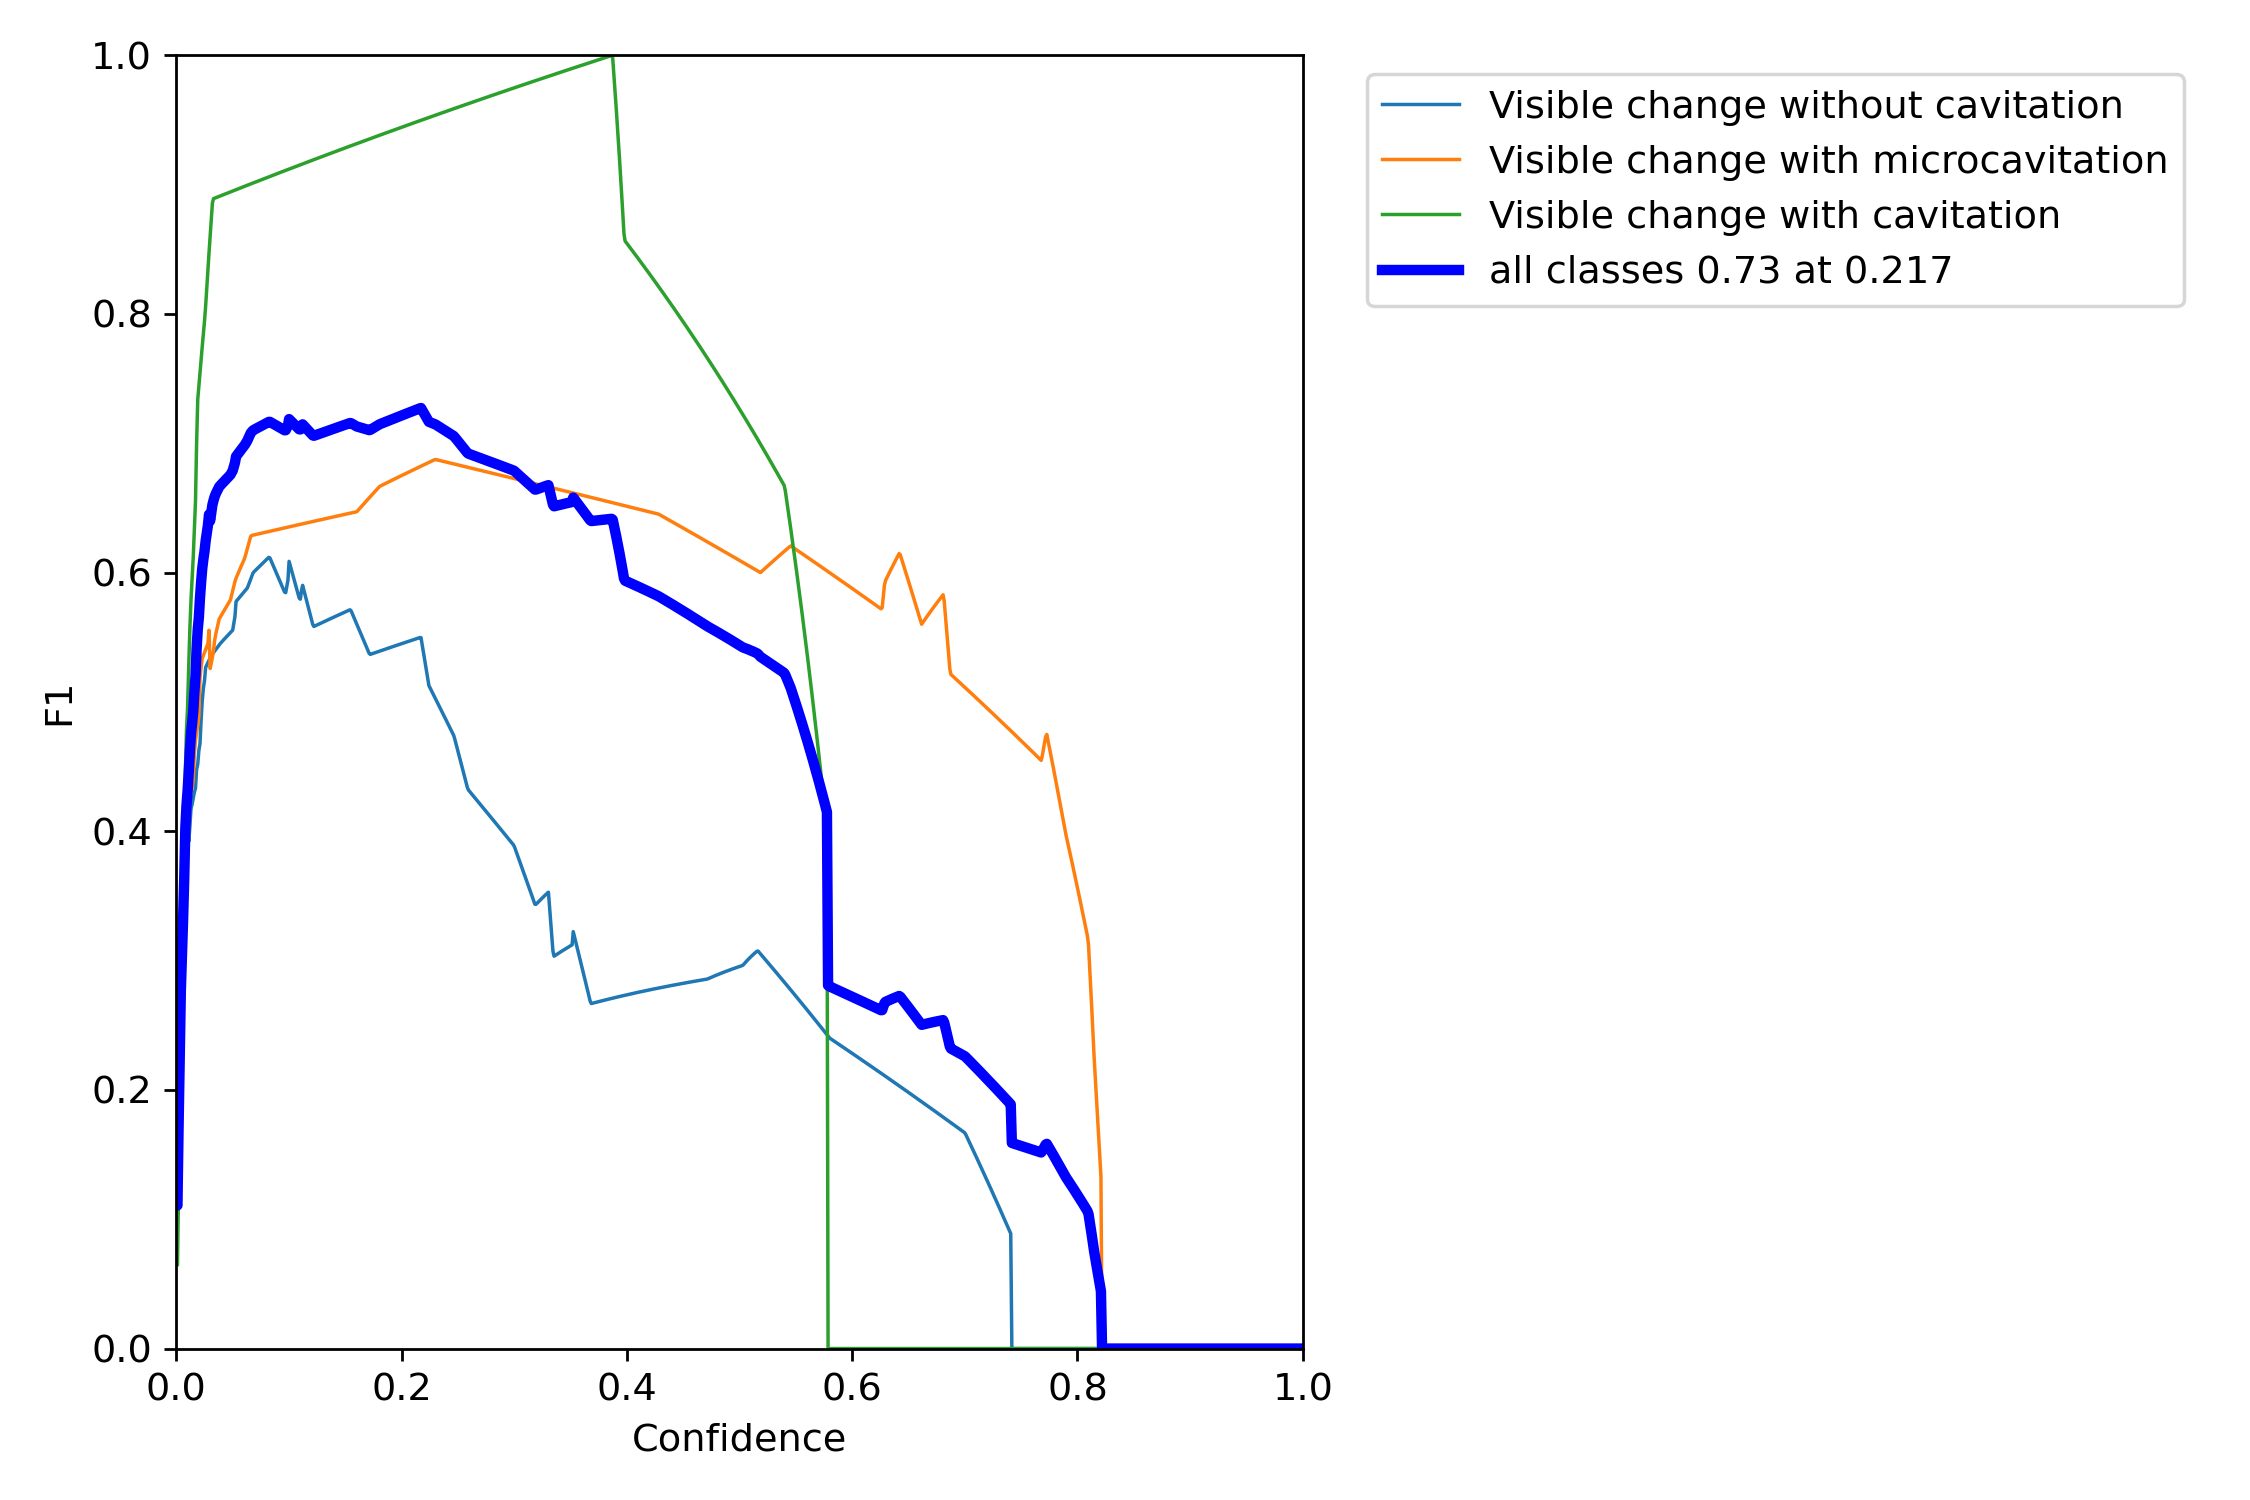 1.0
0.8
0.6
0.4
0.2
0.0
F1
0.0 0.2 0.4 0.6 0.8 1.0
Confidence
Visible change without cavitation
Visible change with microcavitation
Visible change with cavitation
all classes 0.73 at 0.217